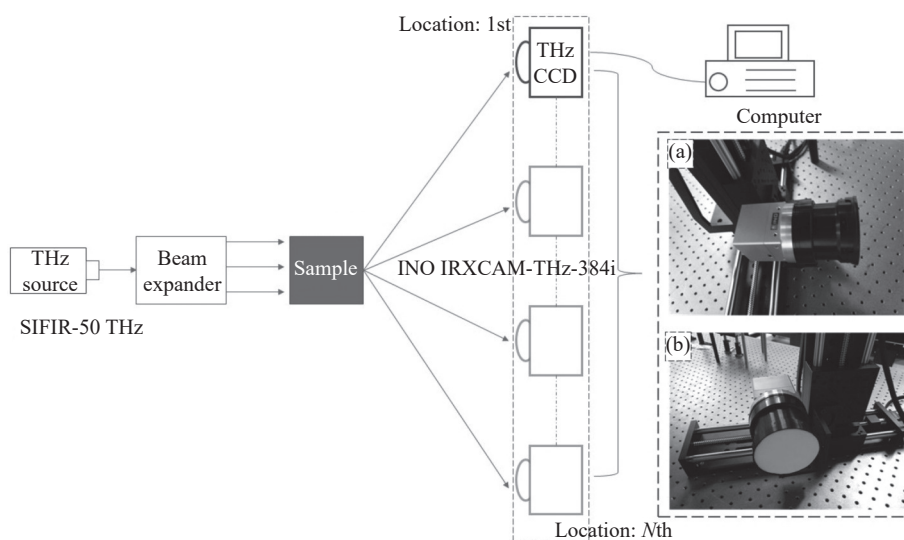 Location: 1st
THz
CCD
Computer
(a)
THz
source
Beam
expander
Sample
INO IRXCAM-THz-384i
SIFIR-50 THz
(b)
Location: Nth